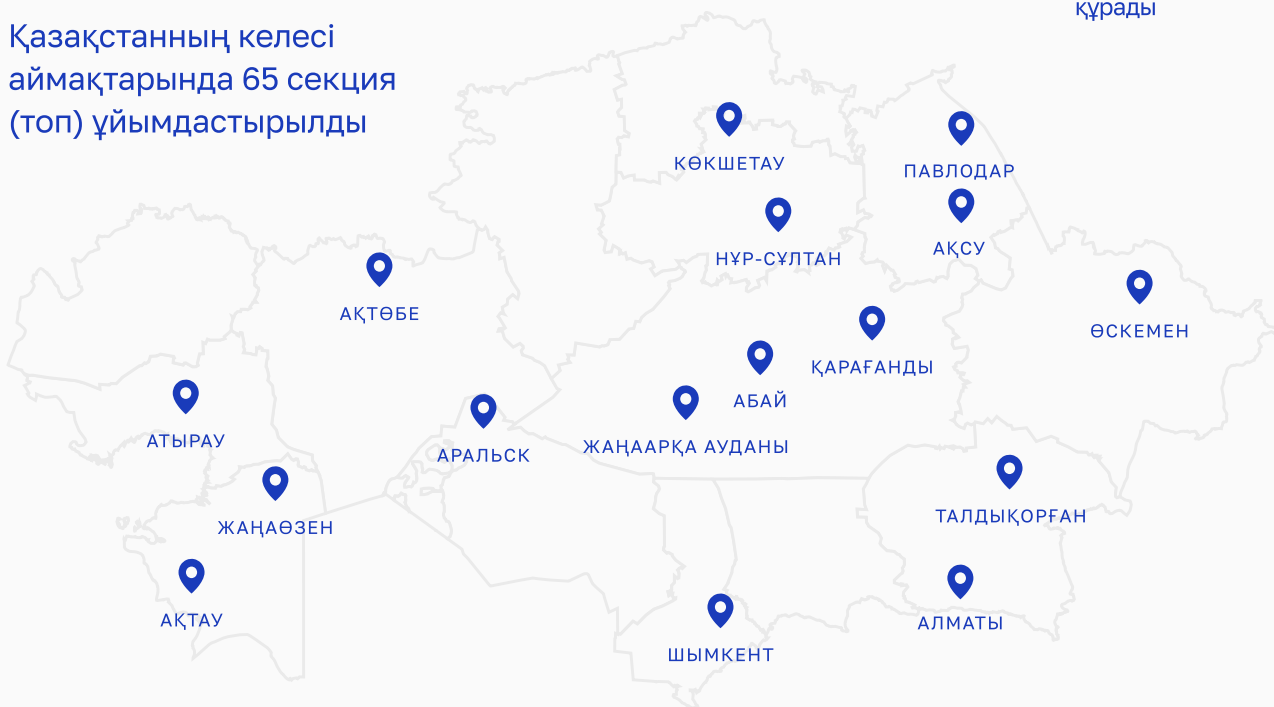 құрады
Қазақстанның келесі
аймақтарында 65 секция
(топ) ұйымдастырылды
КӨКШЕТАУ
ПАВЛОДАР
НҰР-СҰЛТАН
АҚСУ
АҚТӨБЕ
ӨСКЕМЕН
ҚАРАҒАНДЫ
АБАЙ
АТЫРАУ
АРАЛЬСК
ЖАҢААРҚА АУДАНЫ
ЖАҢАӨЗЕН
ТАЛДЫҚОРҒАН
АҚТАУ
АЛМАТЫ
ШЫМКЕНТ